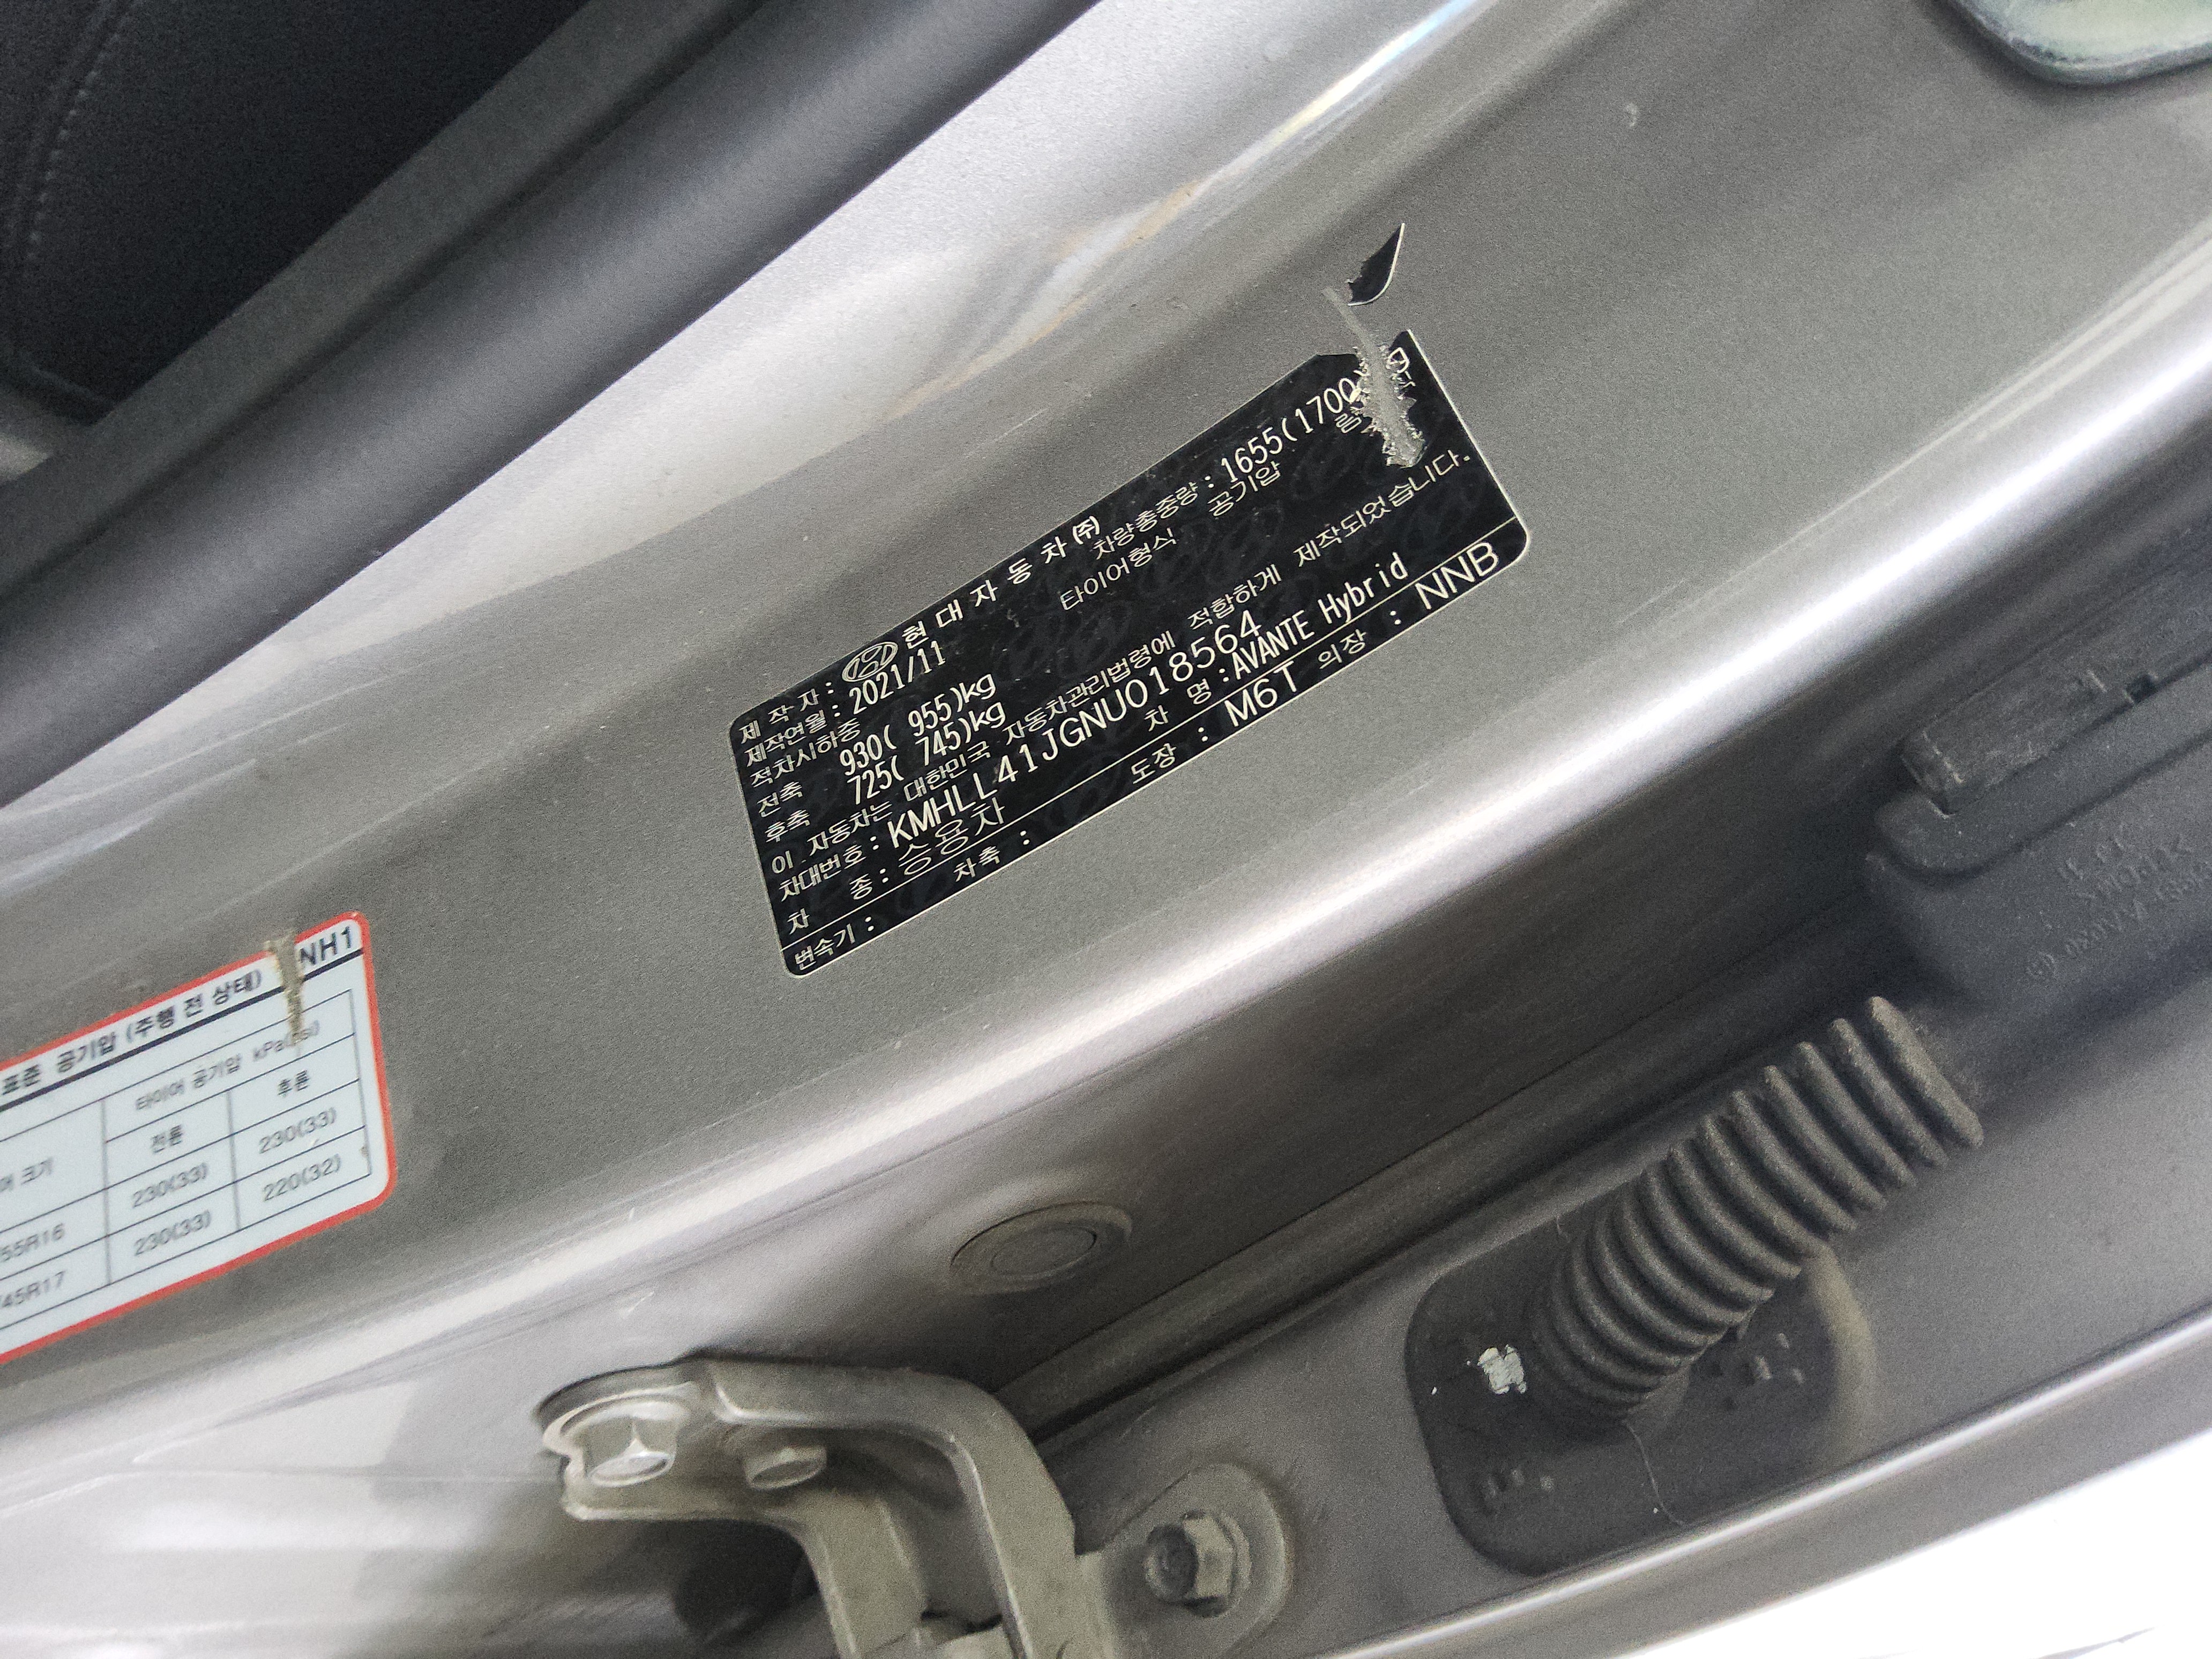 제 작 자 : 현 대 자 동 차 ㈜
제작연월 : 2021/11 차량총중량 : 1655(1700
적차시하중 타이어형식 공기압
전축 930( 955)kg
후축 725( 745)kg
이 자동차는 대한민국 자동차관리법령에 적합하게 제작되었습니다.
차대번호 : KMHLL41JGNU018564
차 종 : 승용차 차 명 : AVANTE Hybrid
변속기 : 차축 : 도장 : M6T 의장 : NNB
NH1
표준 공기압 (주행 전 상태)
타이어 공기압 kPa(psi)
어 크기 전륜 후륜
55R16 230(33) 230(33)
45R17 230(33) 220(32)